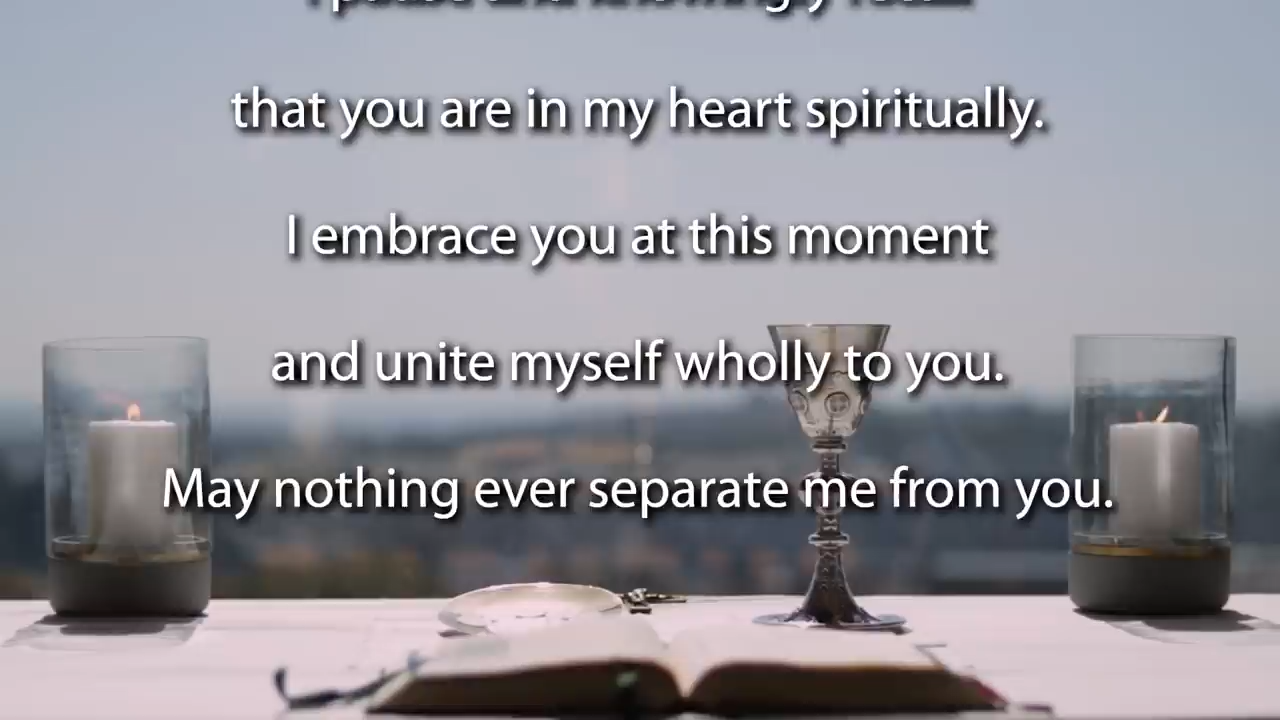 that you are in my heart spiritually.
I embrace you at this moment
and unite myself wholly to you.
May nothing ever separate me from you.